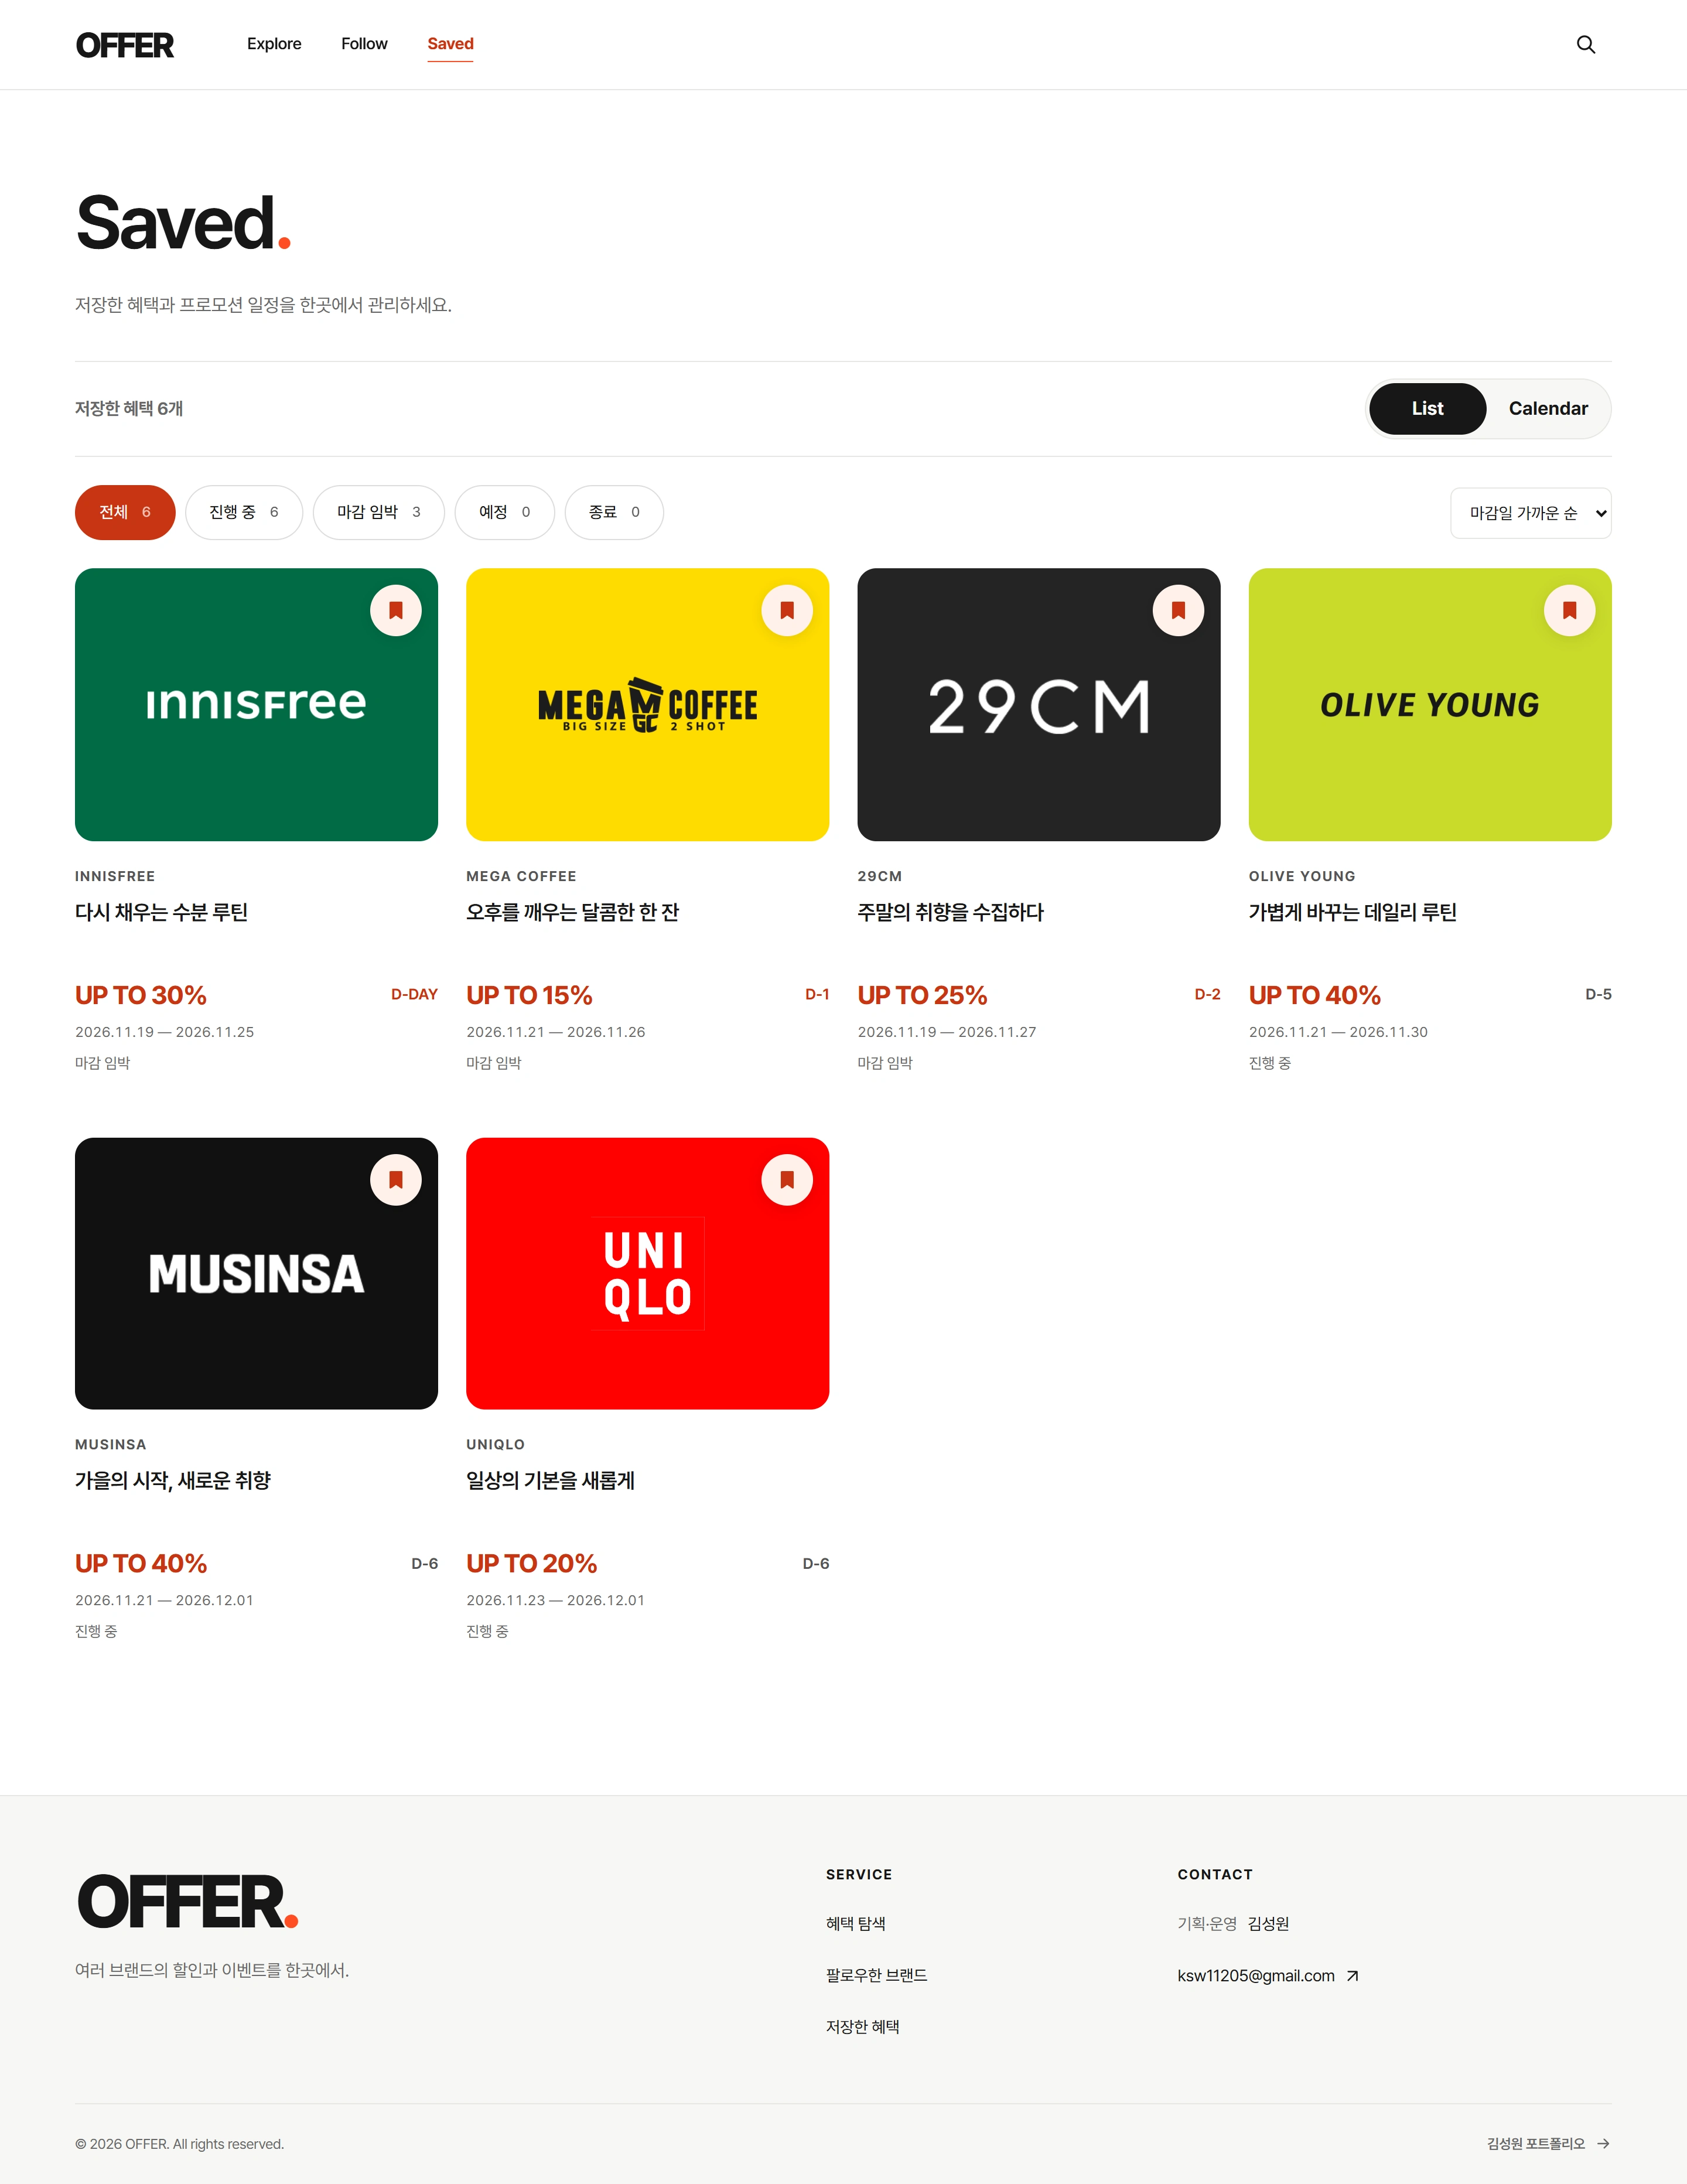 OFFER
Explore
Follow
Saved
Saved.
저장한 혜택과 프로모션 일정을 한곳에서 관리하세요.
저장한 혜택 6개
List
Calendar
전체 6
진행 중 6
마감 임박 3
예정 0
종료 0
마감일 가까운 순
innisfree
INNISFREE
다시 채우는 수분 루틴
UP TO 30%
D-DAY
2026.11.19 — 2026.11.25
마감 임박
MEGA MGC COFFEE
BIG SIZE 2 SHOT
MEGA COFFEE
오후를 깨우는 달콤한 한 잔
UP TO 15%
D-1
2026.11.21 — 2026.11.26
마감 임박
29CM
29CM
주말의 취향을 수집하다
UP TO 25%
D-2
2026.11.19 — 2026.11.27
마감 임박
OLIVE YOUNG
OLIVE YOUNG
가볍게 바꾸는 데일리 루틴
UP TO 40%
D-5
2026.11.21 — 2026.11.30
진행 중
MUSINSA
MUSINSA
가을의 시작, 새로운 취향
UP TO 40%
D-6
2026.11.21 — 2026.12.01
진행 중
UNI
QLO
UNIQLO
일상의 기본을 새롭게
UP TO 20%
D-6
2026.11.23 — 2026.12.01
진행 중
OFFER.
여러 브랜드의 할인과 이벤트를 한곳에서.
SERVICE
혜택 탐색
팔로우한 브랜드
저장한 혜택
CONTACT
기획·운영 김성원
ksw11205@gmail.com
© 2026 OFFER. All rights reserved.
김성원 포트폴리오